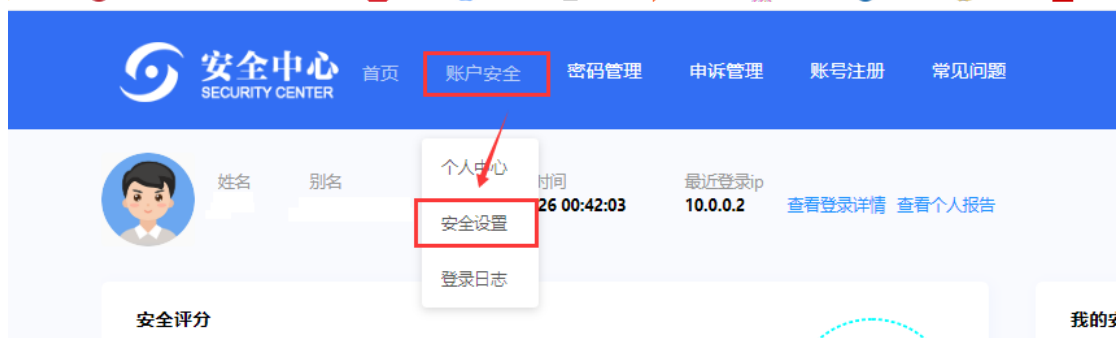 安全中心
SECURITY CENTER
首页 账户安全 密码管理 申诉管理 账号注册 常见问题
个人中心
安全设置
登录日志
姓名 别名 时间 最近登录ip
26 00:42:03 10.0.0.2 查看登录详情 查看个人报告
安全评分 我的